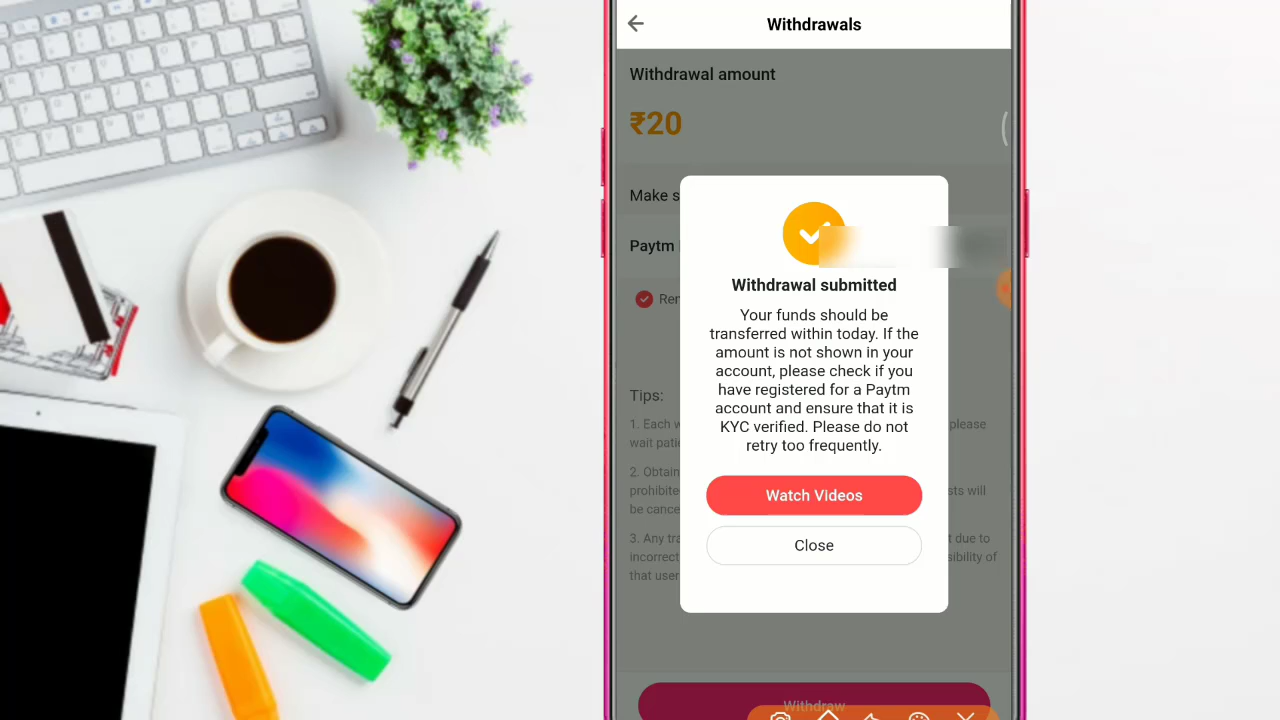 Withdrawals
Withdrawal amount
₹20
Make s
Paytm
Withdrawal submitted
Your funds should be
transferred within today. If the
amount is not shown in your
account, please check if you
have registered for a Paytm
account and ensure that it is
KYC verified. Please do not
retry too frequently.
Watch Videos
Close
Tips:
1. Each w please
wait
2. Obtain
sts will
be cance
3. Any tra t due to
incorrect sibility of
that user
Withdraw